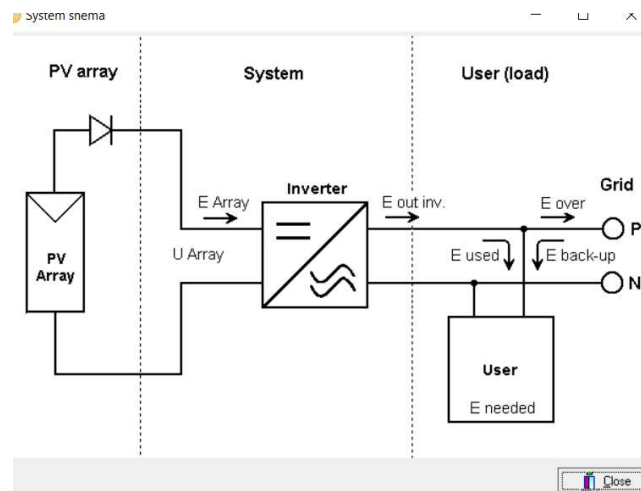 System shema
PV array
System
User (load)
Inverter
Grid
E Array
E out inv.
E over
P
U Array
E used
E back-up
PV
Array
N
User
E needed
Close